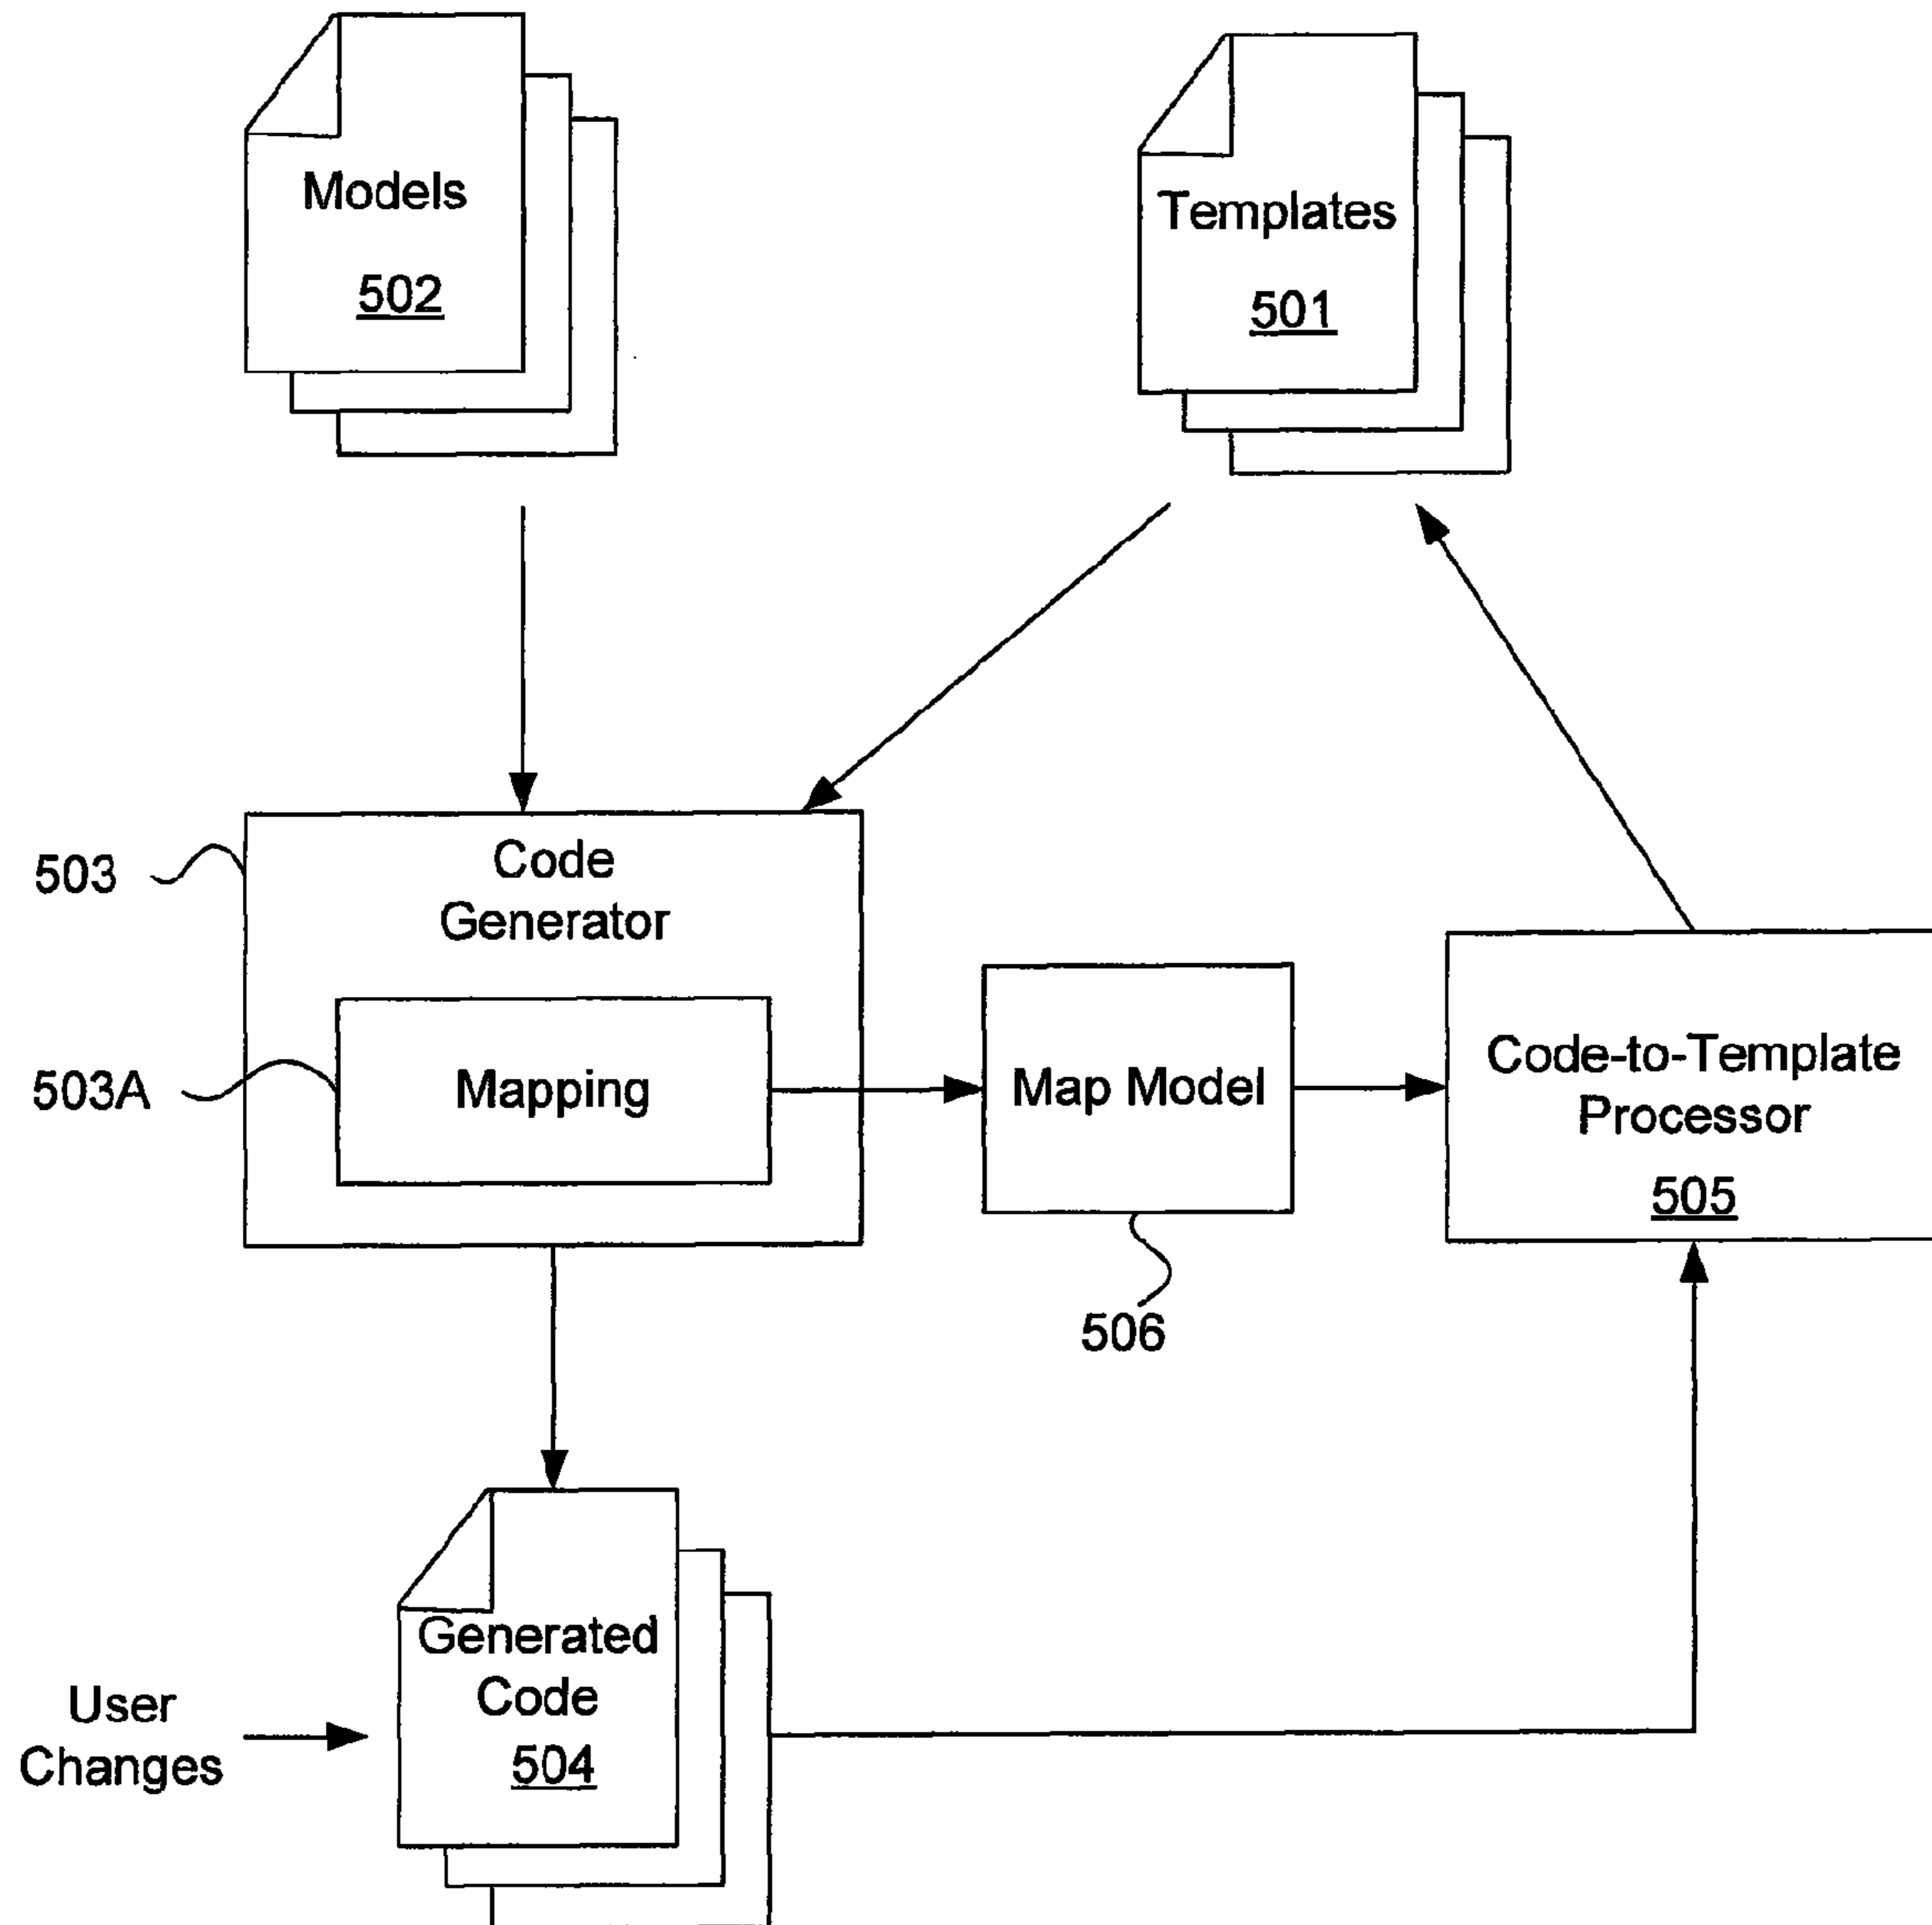 Models
502
Templates
501
503
Code
Generator
503A
Mapping
Map Model
Code-to-Template
Processor
505
506
Generated
Code
504
User
Changes